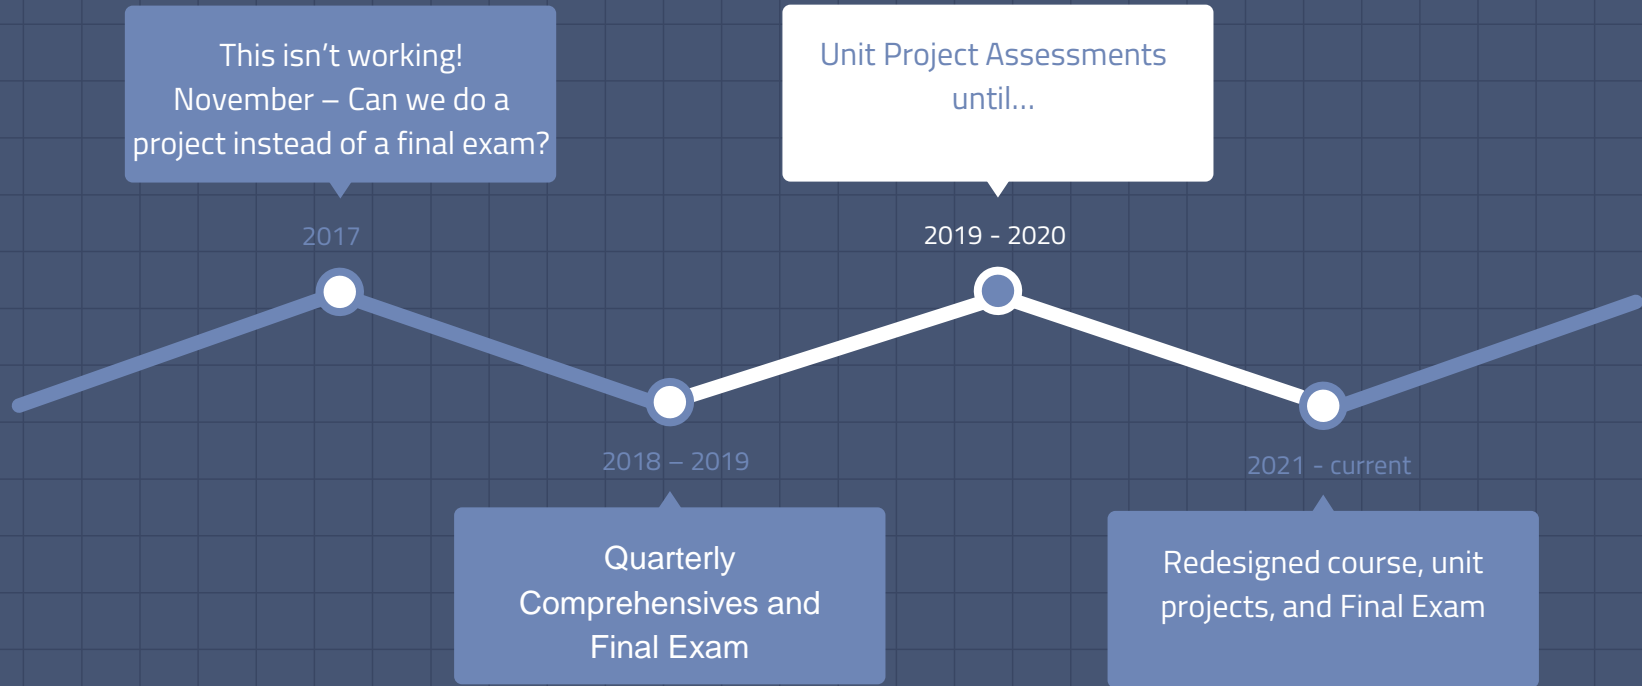 This isn’t working!
November – Can we do a
project instead of a final exam?
2017
2018 – 2019
Quarterly
Comprehensives and
Final Exam
Unit Project Assessments
until...
2019 - 2020
2021 - current
Redesigned course, unit
projects, and Final Exam